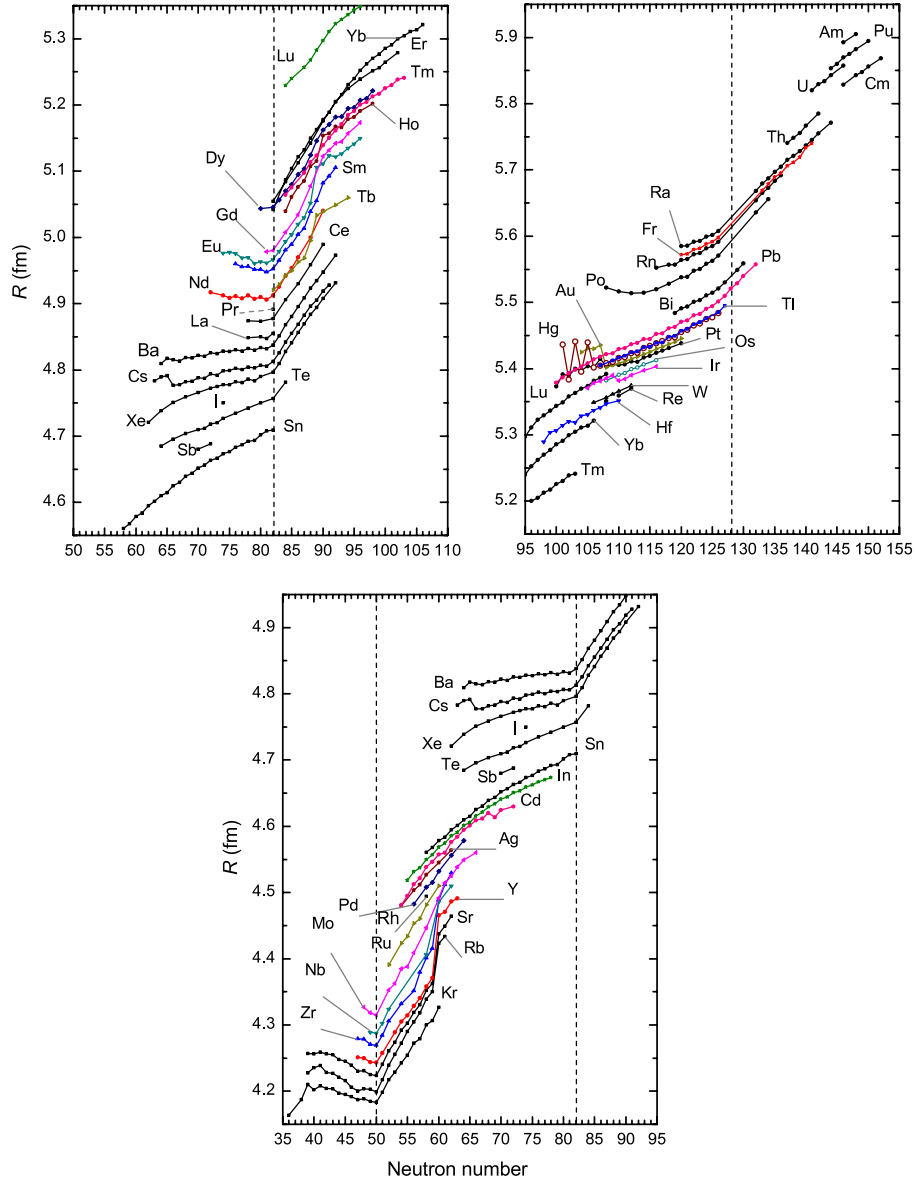 R (fm)
5.3
5.2
5.1
5.0
4.9
4.8
4.7
4.6
50 55 60 65 70 75 80 85 90 95 100 105 110
Yb
Er
Lu
Tm
Ho
Dy
Sm
Gd
Tb
Eu
Ce
Nd
Pr
La
Ba
Cs
Te
Xe
I
Sn
Sb
5.9
5.8
5.7
5.6
5.5
5.4
5.3
5.2
95 100 105 110 115 120 125 130 135 140 145 150 155
Am
Pu
U
Cm
Th
Ra
Fr
Rn
Pb
Po
Au
Bi
Tl
Hg
Pt
Os
Ir
Lu
W
Re
Hf
Yb
Tm
R (fm)
4.9
4.8
4.7
4.6
4.5
4.4
4.3
4.2
35 40 45 50 55 60 65 70 75 80 85 90 95
Neutron number
Ba
Cs
Xe
I
Te
Sn
Sb
In
Cd
Ag
Pd
Rh
Y
Mo
Ru
Sr
Rb
Nb
Kr
Zr